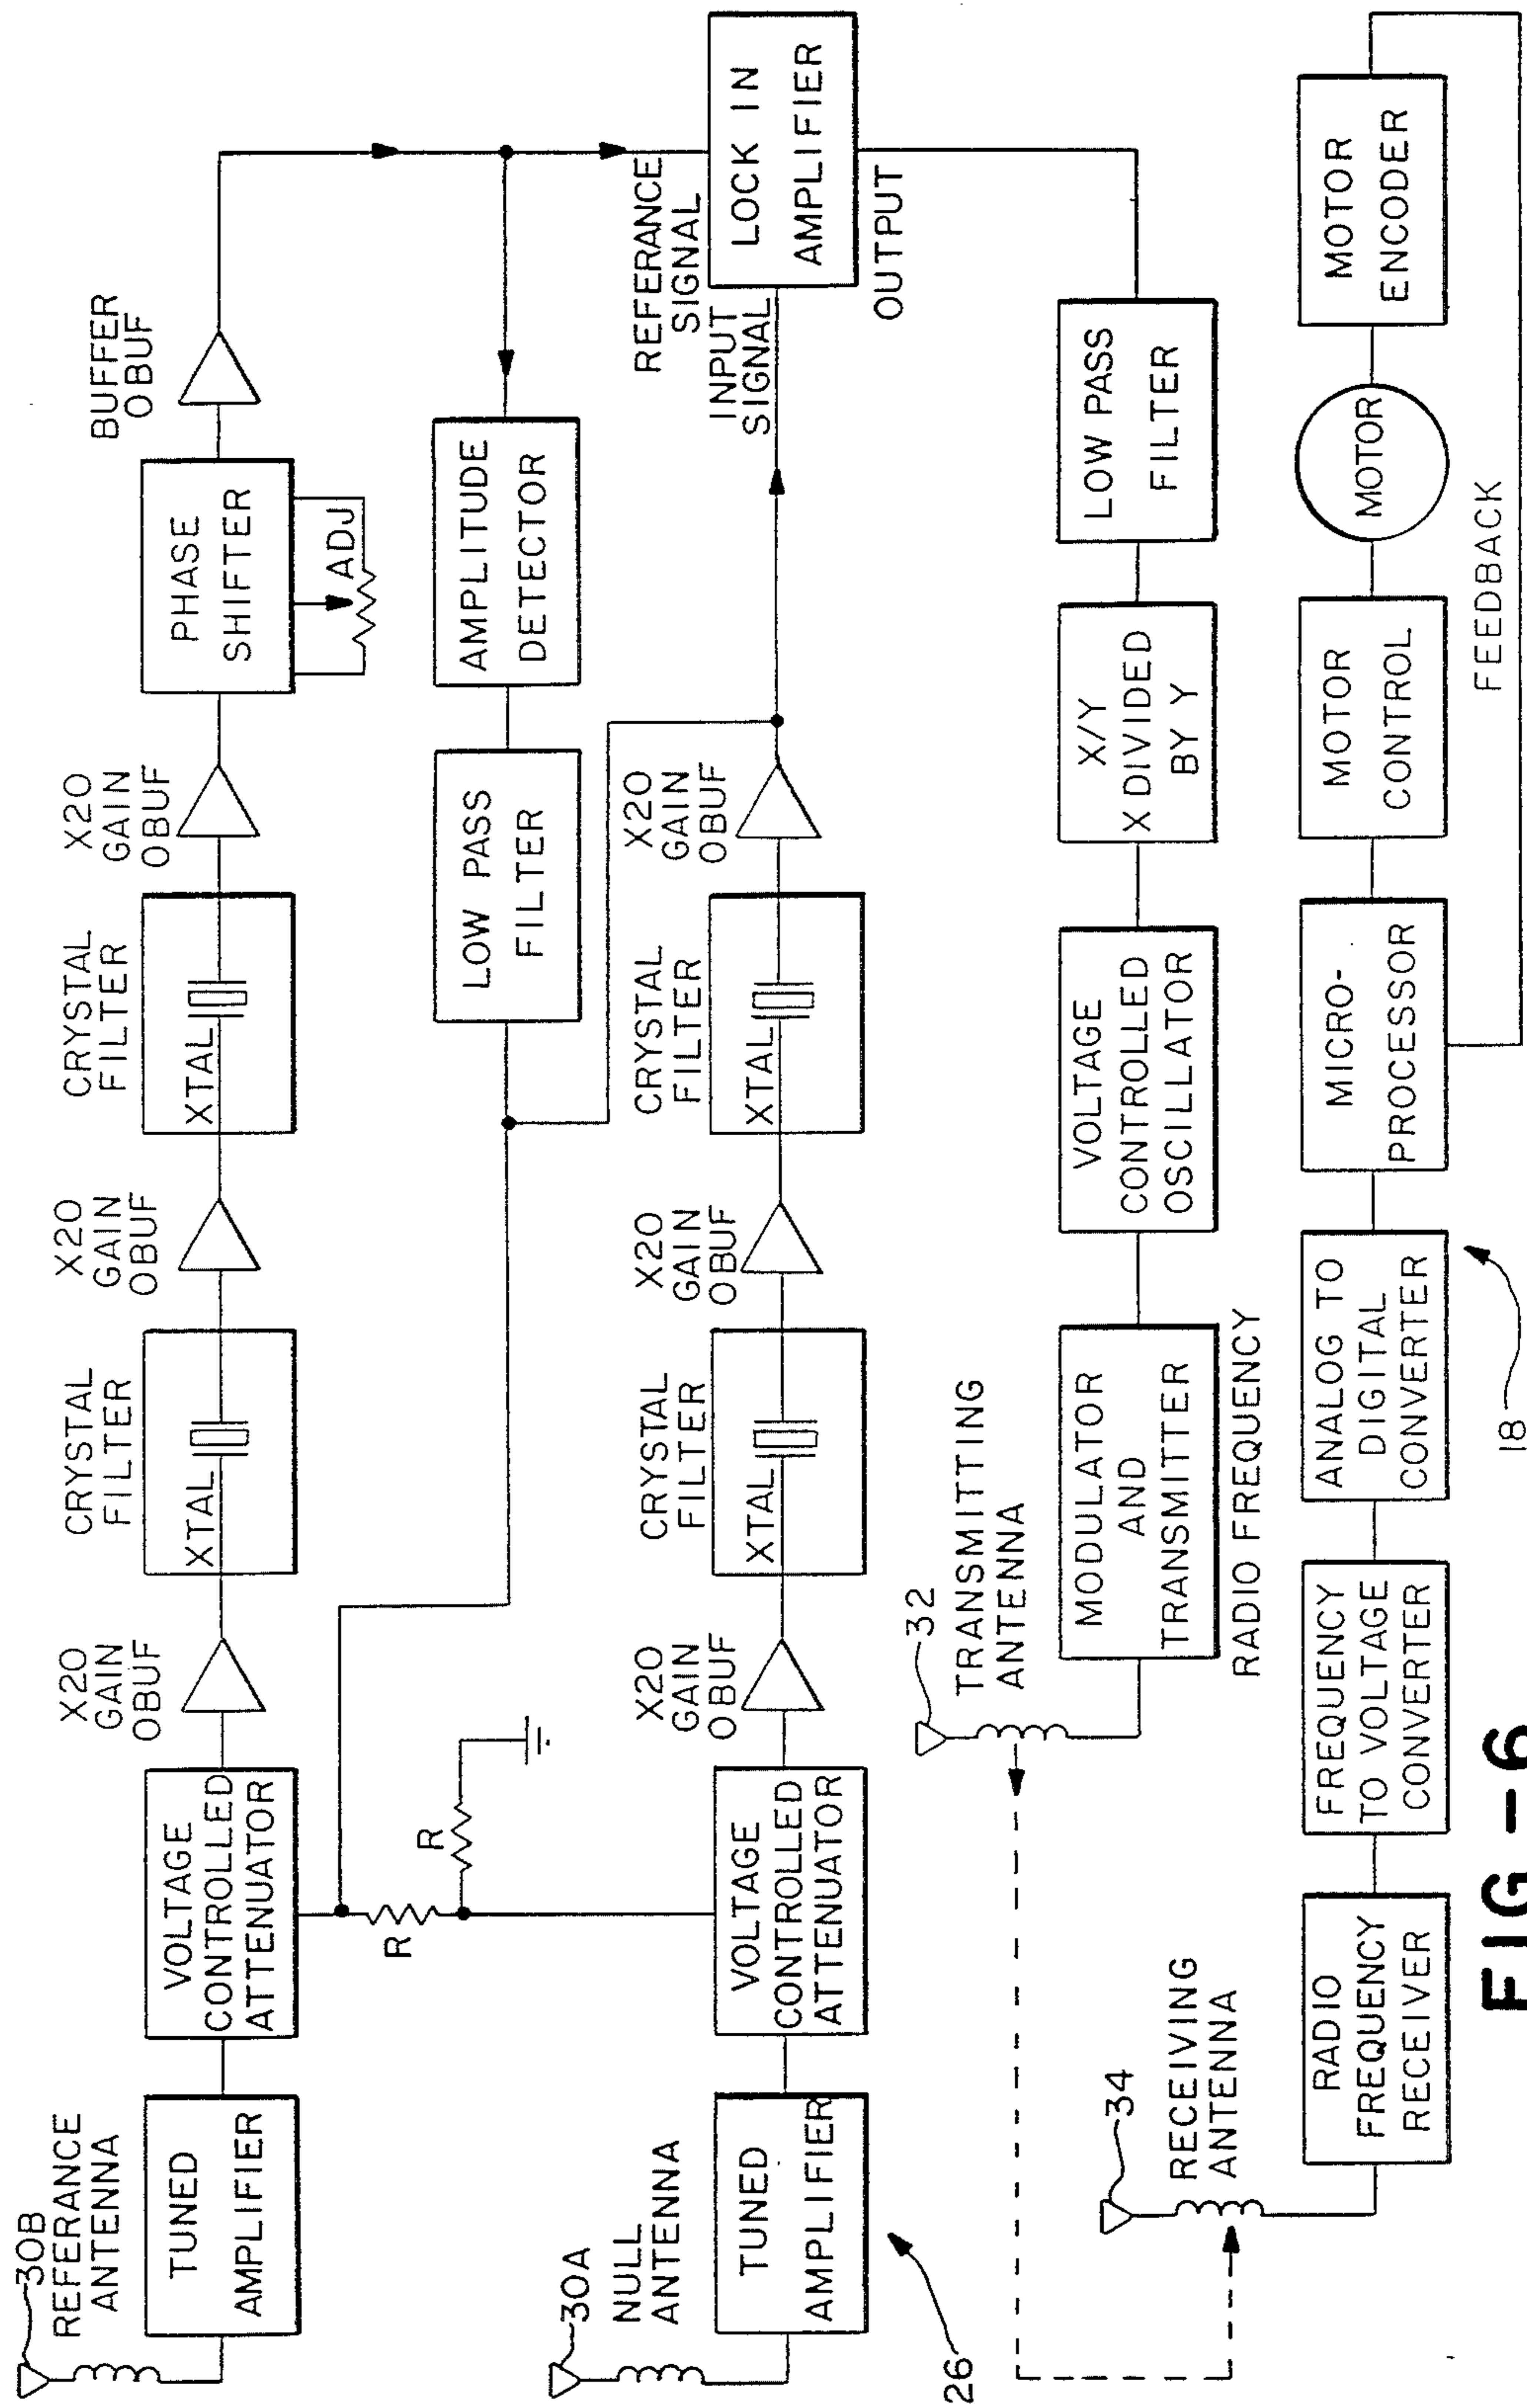 30B
REFERANCE
ANTENNA
TUNED
AMPLIFIER
VOLTAGE
CONTROLLED
ATTENUATOR
X20
GAIN
OBUF
CRYSTAL
FILTER
XTAL
X20
GAIN
OBUF
CRYSTAL
FILTER
XTAL
X20
GAIN
OBUF
PHASE
SHIFTER
ADJ
BUFFER
OBUF
R
R
LOW PASS
FILTER
AMPLITUDE
DETECTOR
REFERANCE
SIGNAL
INPUT
SIGNAL
LOCK IN
AMPLIFIER
OUTPUT
30A
NULL
ANTENNA
TUNED
AMPLIFIER
26
VOLTAGE
CONTROLLED
ATTENUATOR
X20
GAIN
OBUF
CRYSTAL
FILTER
XTAL
X20
GAIN
OBUF
CRYSTAL
FILTER
XTAL
X20
GAIN
OBUF
32
TRANSMITTING
ANTENNA
MODULATOR
AND
TRANSMITTER
RADIO FREQUENCY
VOLTAGE
CONTROLLED
OSCILLATOR
X/Y
X DIVIDED
BY Y
LOW PASS
FILTER
34
RECEIVING
ANTENNA
RADIO
FREQUENCY
RECEIVER
FREQUENCY
TO VOLTAGE
CONVERTER
ANALOG TO
DIGITAL
CONVERTER
18
MICRO-
PROCESSOR
MOTOR
CONTROL
MOTOR
MOTOR
ENCODER
FEEDBACK
FIG-6